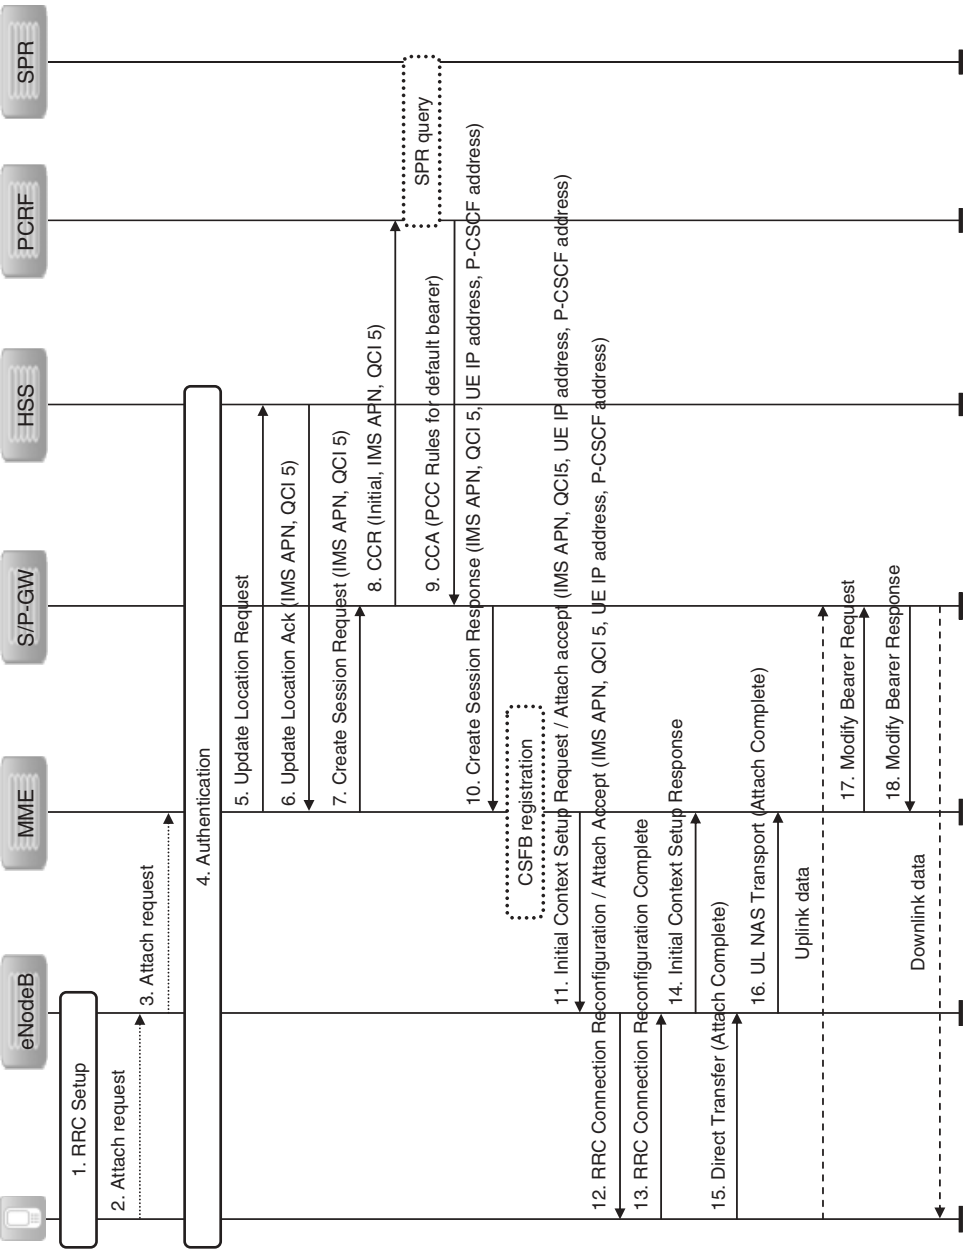 eNodeB
MME
S/P-GW
HSS
PCRF
SPR
1. RRC Setup
2. Attach request
3. Attach request
4. Authentication
5. Update Location Request
6. Update Location Ack (IMS APN, QCI 5)
7. Create Session Request (IMS APN, QCI 5)
8. CCR (Initial, IMS APN, QCI 5)
SPR query
9. CCA (PCC Rules for default bearer)
10. Create Session Response (IMS APN, QCI 5, UE IP address, P-CSCF address)
CSFB registration
11. Initial Context Setup Request / Attach accept (IMS APN, QCI5, UE IP address, P-CSCF address)
12. RRC Connection Reconfiguration / Attach Accept (IMS APN, QCI 5, UE IP address, P-CSCF address)
13. RRC Connection Reconfiguration Complete
14. Initial Context Setup Response
15. Direct Transfer (Attach Complete)
16. UL NAS Transport (Attach Complete)
Uplink data
17. Modify Bearer Request
18. Modify Bearer Response
Downlink data